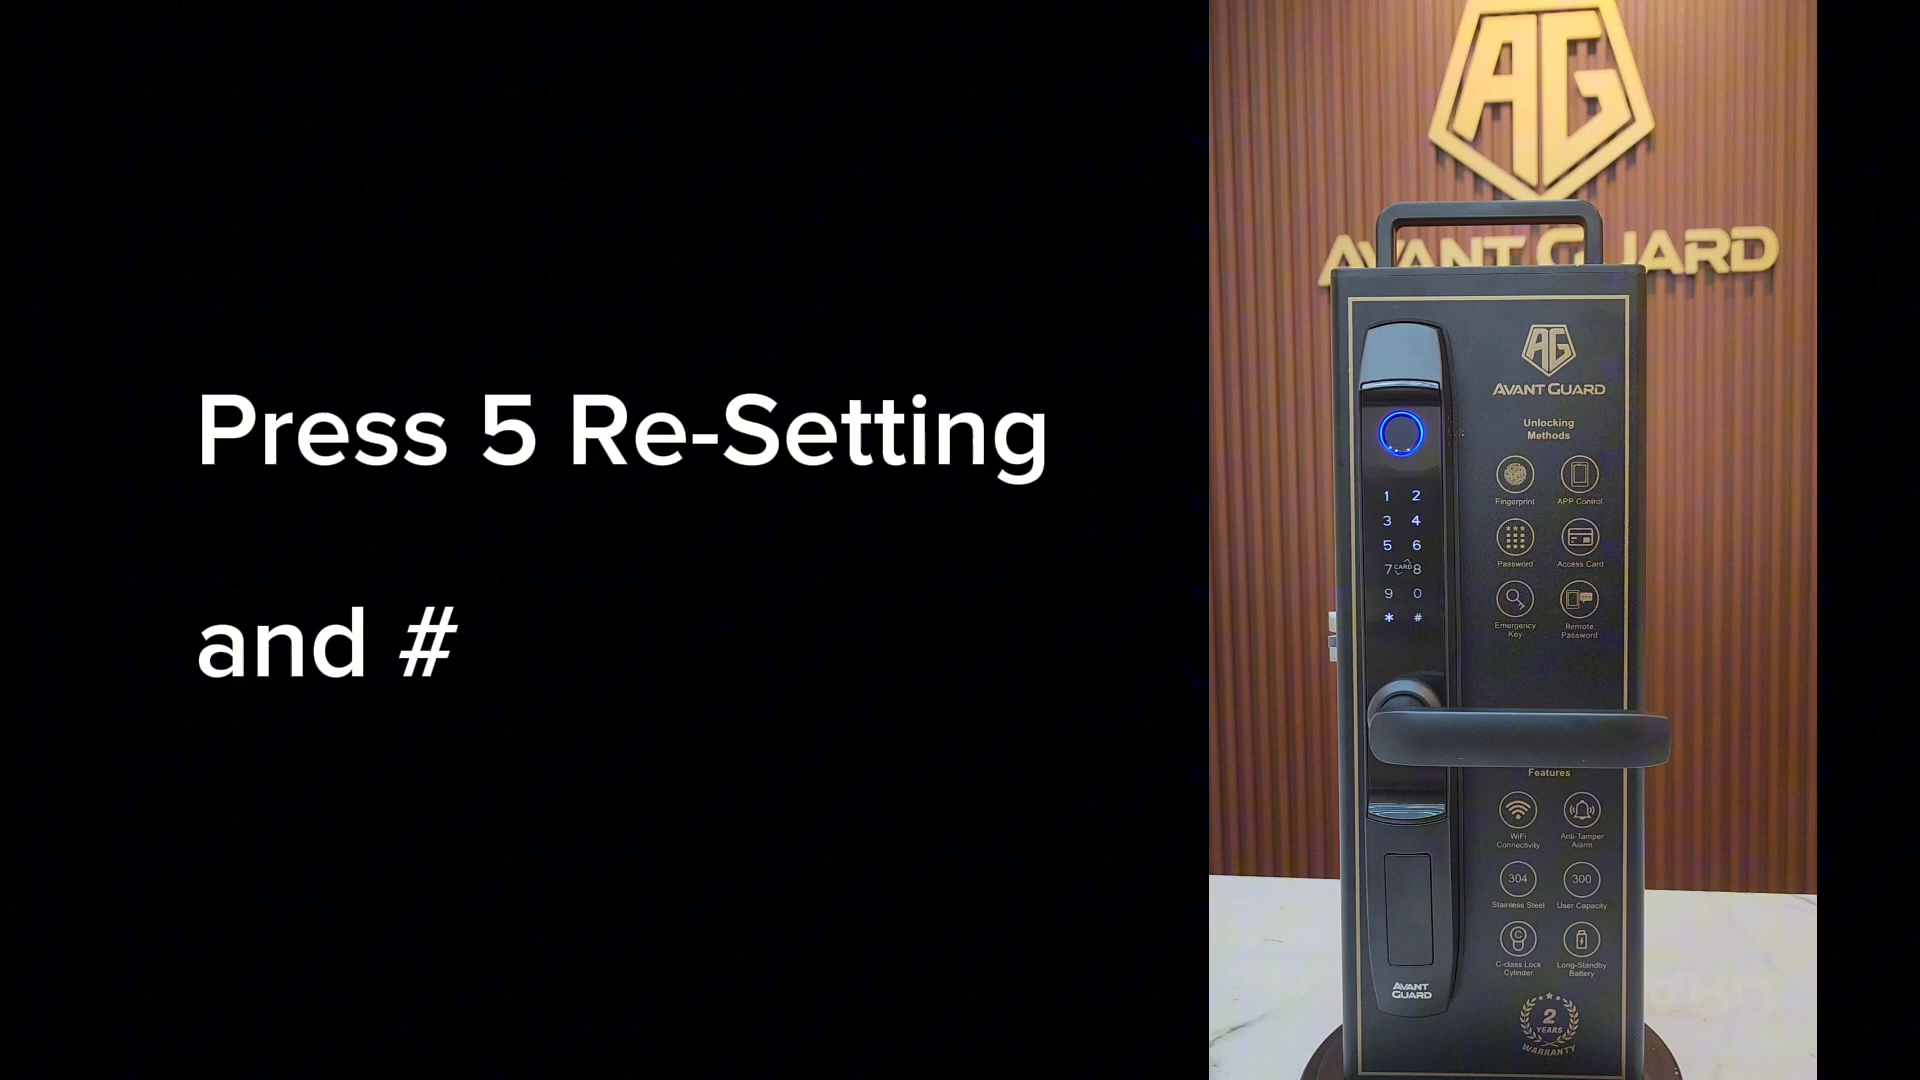 Press 5 Re-Setting
and #
AG
AVANT GUARD
AG
AVANT GUARD
Unlocking
Methods
Fingerprint
APP Control
Password
Access Card
Emergency
Key
Remote
Password
1 2
3 4
5 6
7 CARD 8
9 0
* #
Features
WiFi
Connectivity
Anti-Tamper
Alarm
304
Stainless Steel
300
User Capacity
C
C-class Lock
Cylinder
Long-Standby
Battery
AVANT
GUARD
2
YEARS
WARRANTY